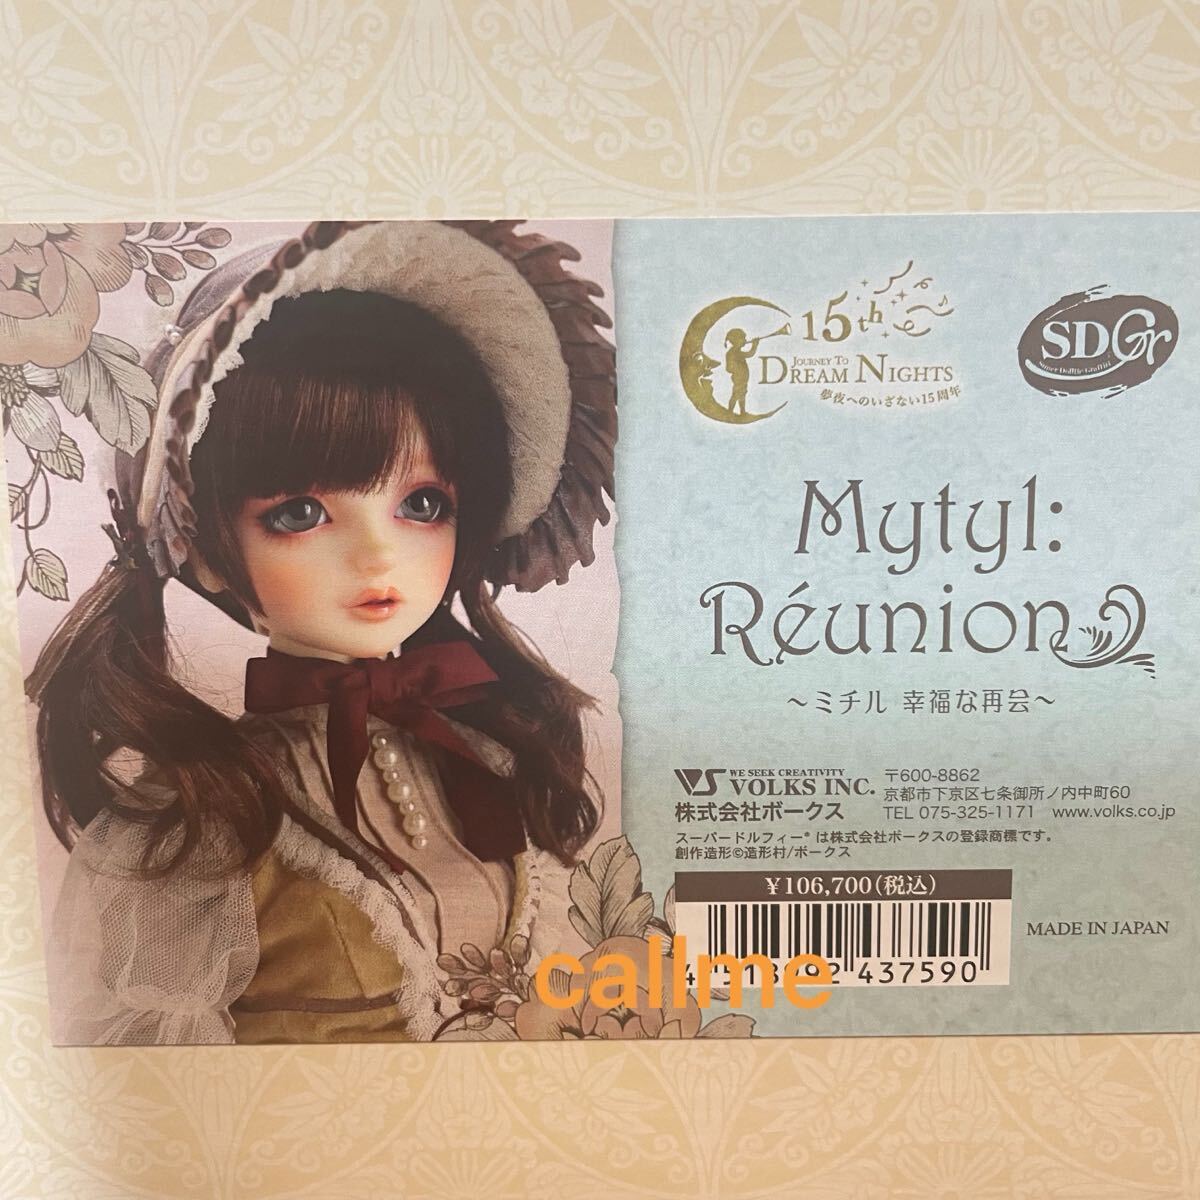 15th
JOURNEY TO
DREAM NIGHTS
夢夜へのいざない15周年
SDGr
Super Dollfie Graffiti
Mytyl:
Réunion
～ミチル 幸福な再会～
VS WE SEEK CREATIVITY
VOLKS INC.
株式会社ボークス
〒600-8862
京都市下京区七条御所ノ内中町60
TEL 075-325-1171 www.volks.co.jp
スーパードルフィー® は株式会社ボークスの登録商標です。
創作造形©造形村/ボークス
¥106,700(税込)
437590
MADE IN JAPAN
callme